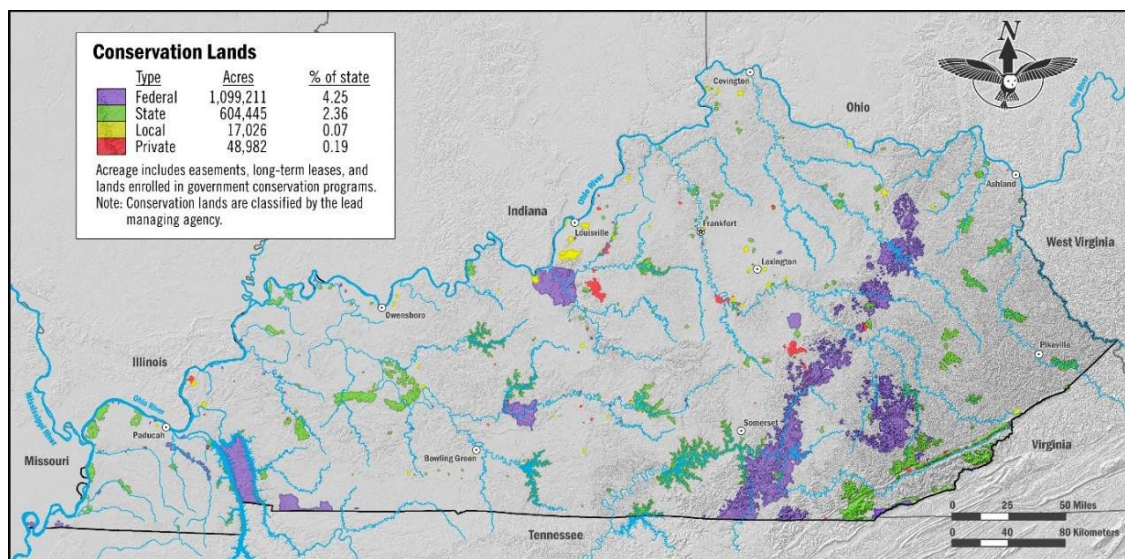 Conservation Lands
Type Acres % of state
Federal 1,099,211 4.25
State 604,445 2.36
Local 17,026 0.07
Private 48,982 0.19
Acreage includes easements, long-term leases, and
lands enrolled in government conservation programs.
Note: Conservation lands are classified by the lead
managing agency.
N
Covington
Ohio
Ohio River
Ashland
Ohio River
Indiana
Louisville
Frankfort
West Virginia
Lexington
Owensboro
Illinois
Pikeville
Mississippi River
Ohio River
Paducah
Somerset
Virginia
Missouri
Bowling Green
0 25 50 Miles
Tennessee
0 40 80 Kilometers